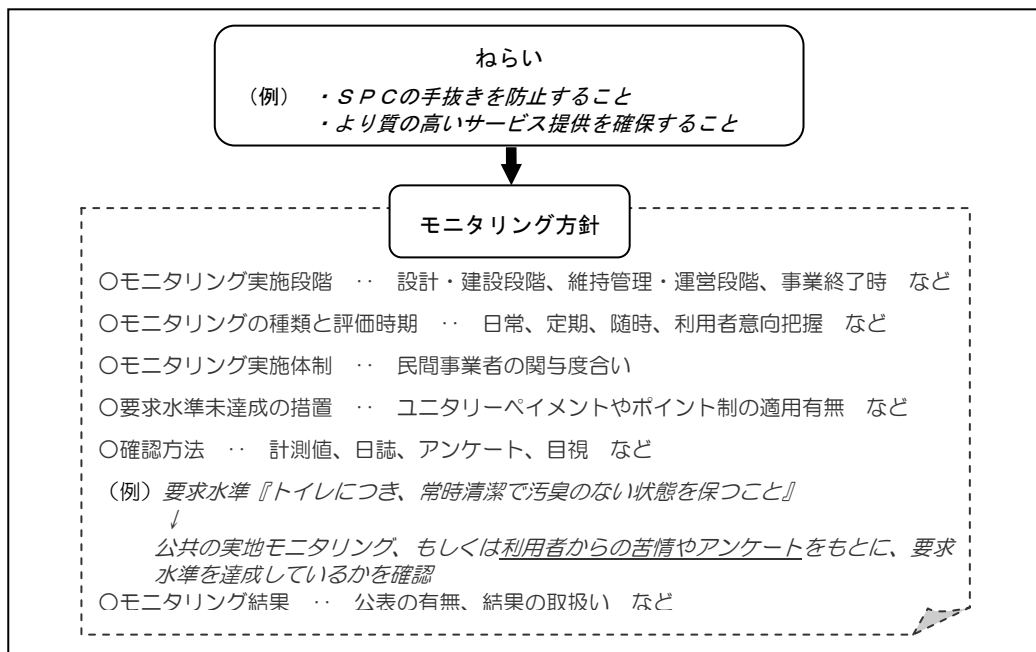 ねらい
（例）　・ＳＰＣの手抜きを防止すること
・より質の高いサービス提供を確保すること
モニタリング方針
○モニタリング実施段階　‥　設計・建設段階、維持管理・運営段階、事業終了時　など
○モニタリングの種類と評価時期　‥　日常、定期、随時、利用者意向把握　など
○モニタリング実施体制　‥　民間事業者の関与度合い
○要求水準未達成の措置　‥　ユニタリーペイメントやポイント制の適用有無　など
○確認方法　‥　計測値、日誌、アンケート、目視　など
（例）要求水準『トイレにつき、常時清潔で汚臭のない状態を保つこと』
↓
公共の実地モニタリング、もしくは利用者からの苦情やアンケートをもとに、要求
水準を達成しているかを確認
○モニタリング結果　‥　公表の有無、結果の取扱い　など